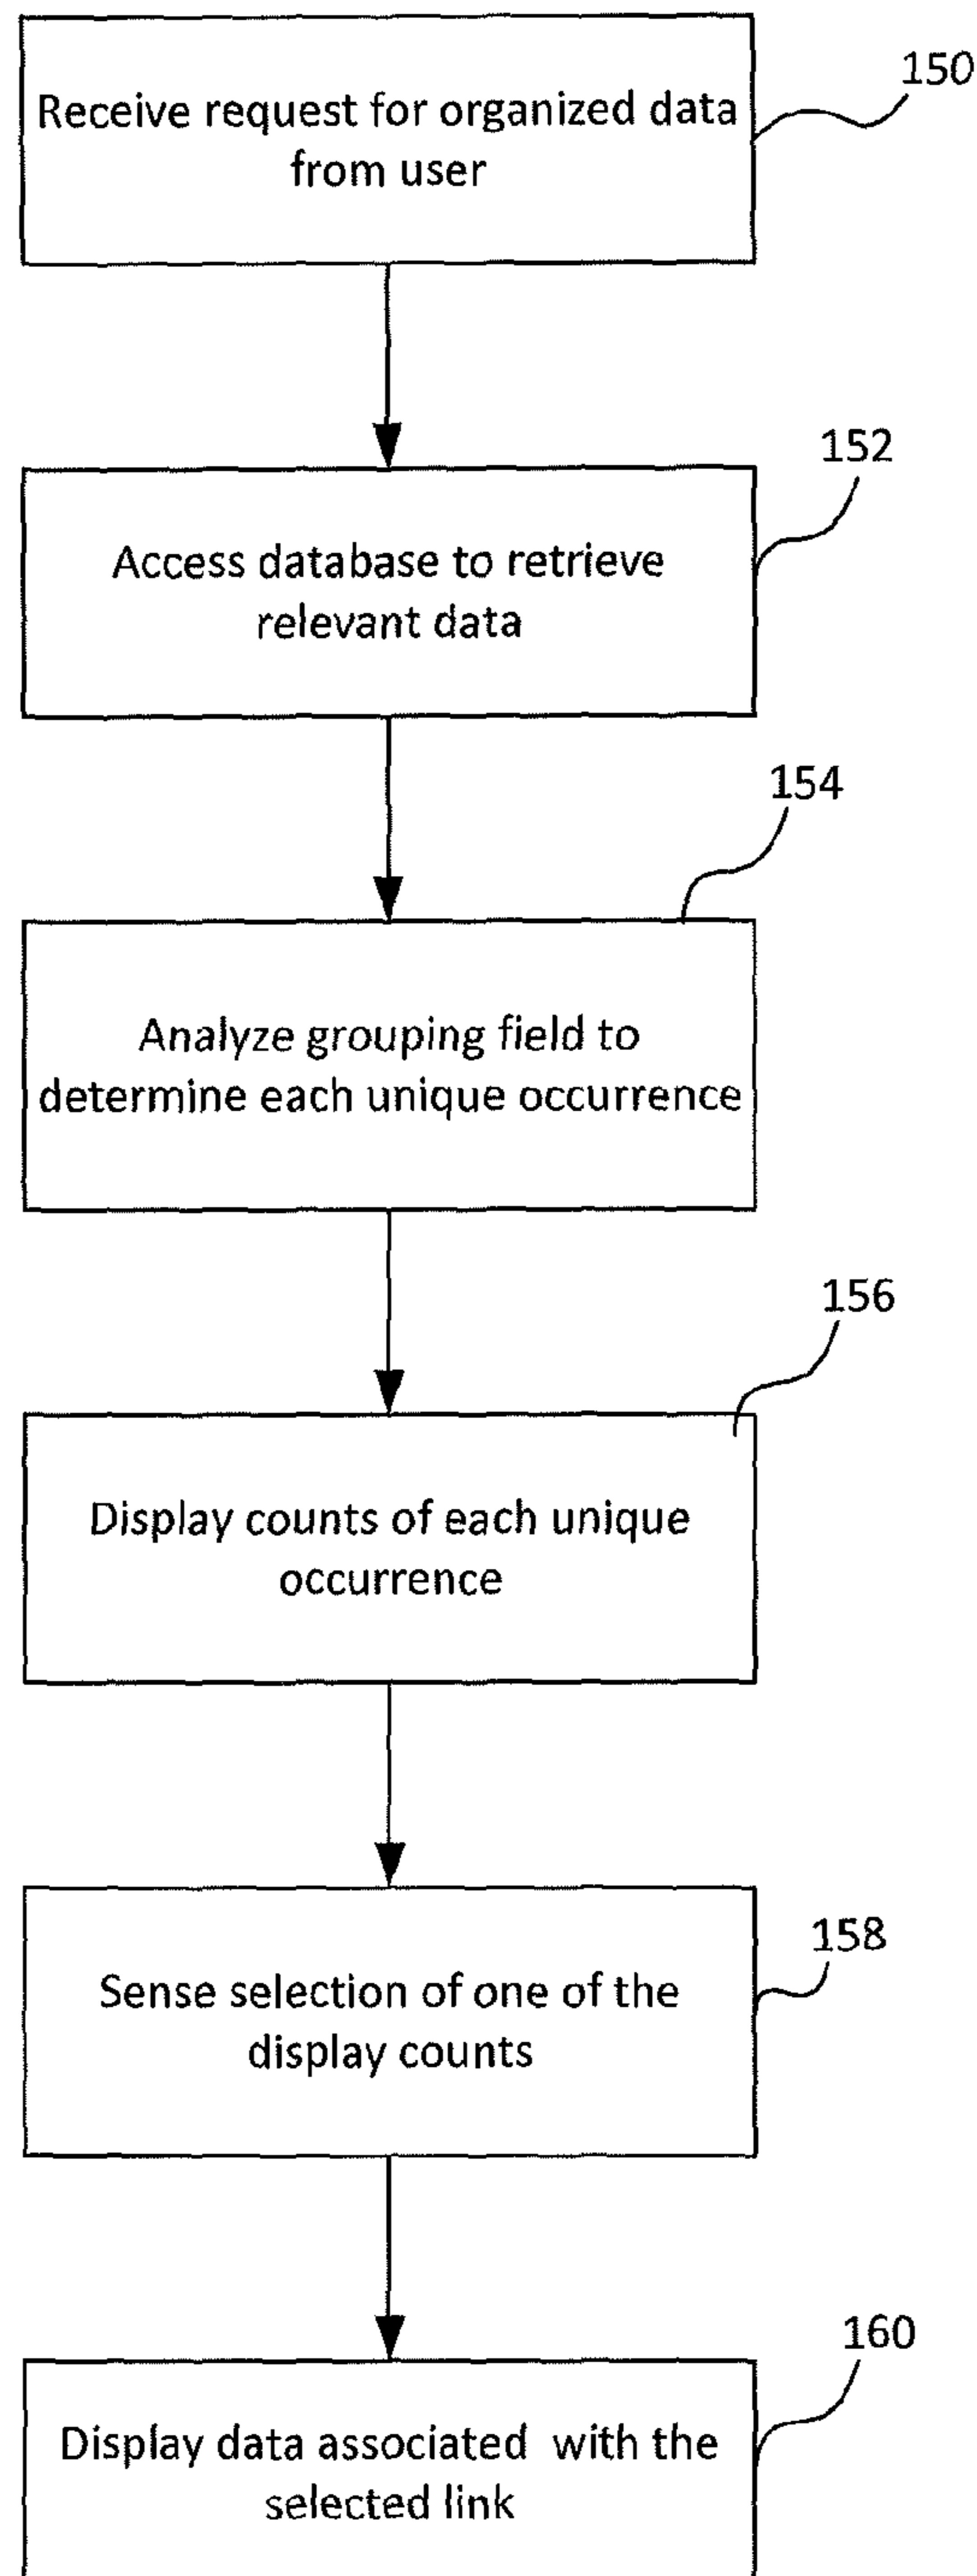 150
Receive request for organized data
from user
152
Access database to retrieve
relevant data
154
Analyze grouping field to
determine each unique occurrence
156
Display counts of each unique
occurrence
158
Sense selection of one of the
display counts
160
Display data associated with the
selected link